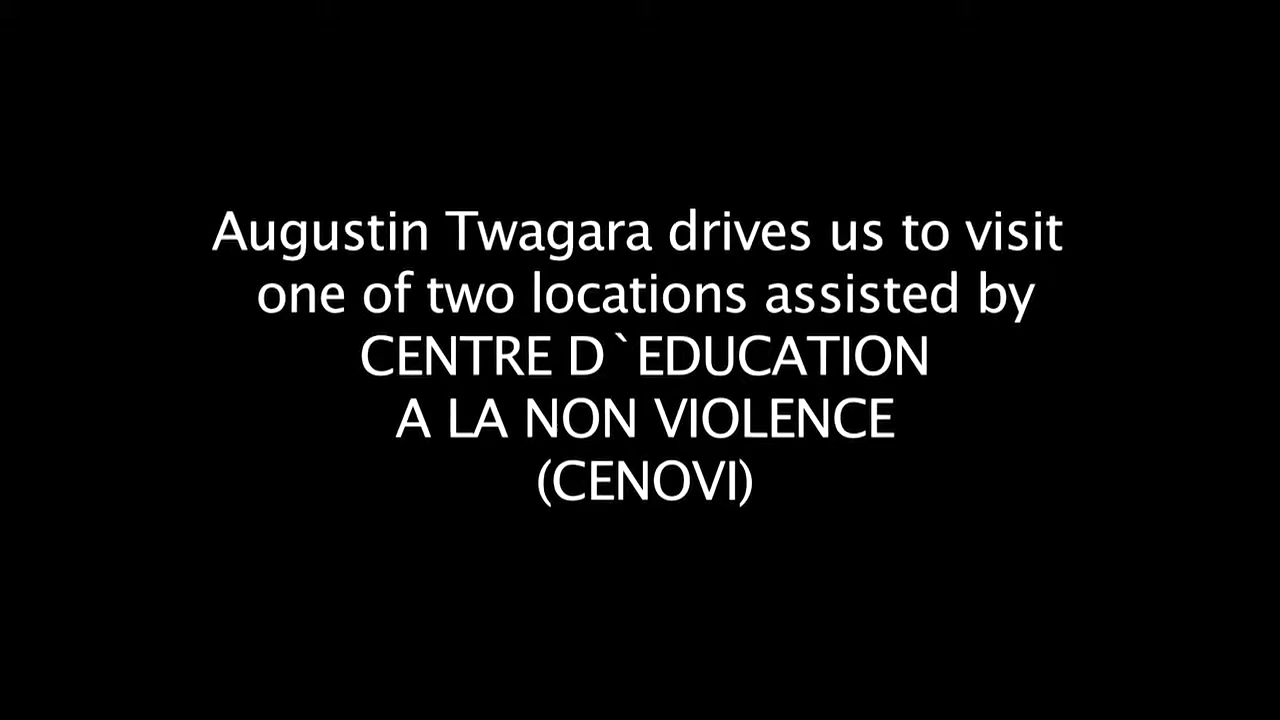 Augustin Twagara drives us to visit
one of two locations assisted by
CENTRE D`EDUCATION
A LA NON VIOLENCE
(CENOVI)